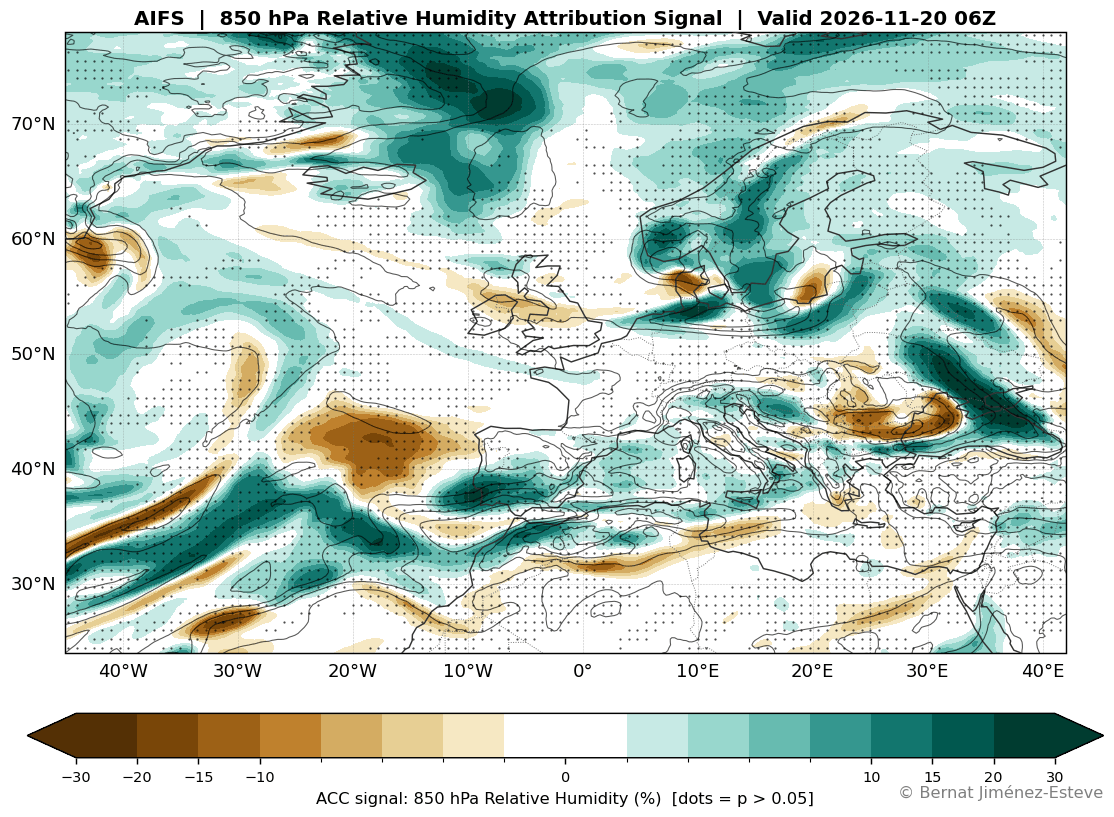 AIFS | 850 hPa Relative Humidity Attribution Signal | Valid 2026-11-20 06Z
70°N
60°N
50°N
40°N
30°N
40°W 30°W 20°W 10°W 0° 10°E 20°E 30°E 40°E
−30 −20 −15 −10 0 10 15 20 30
ACC signal: 850 hPa Relative Humidity (%) [dots = p > 0.05]
© Bernat Jiménez-Esteve